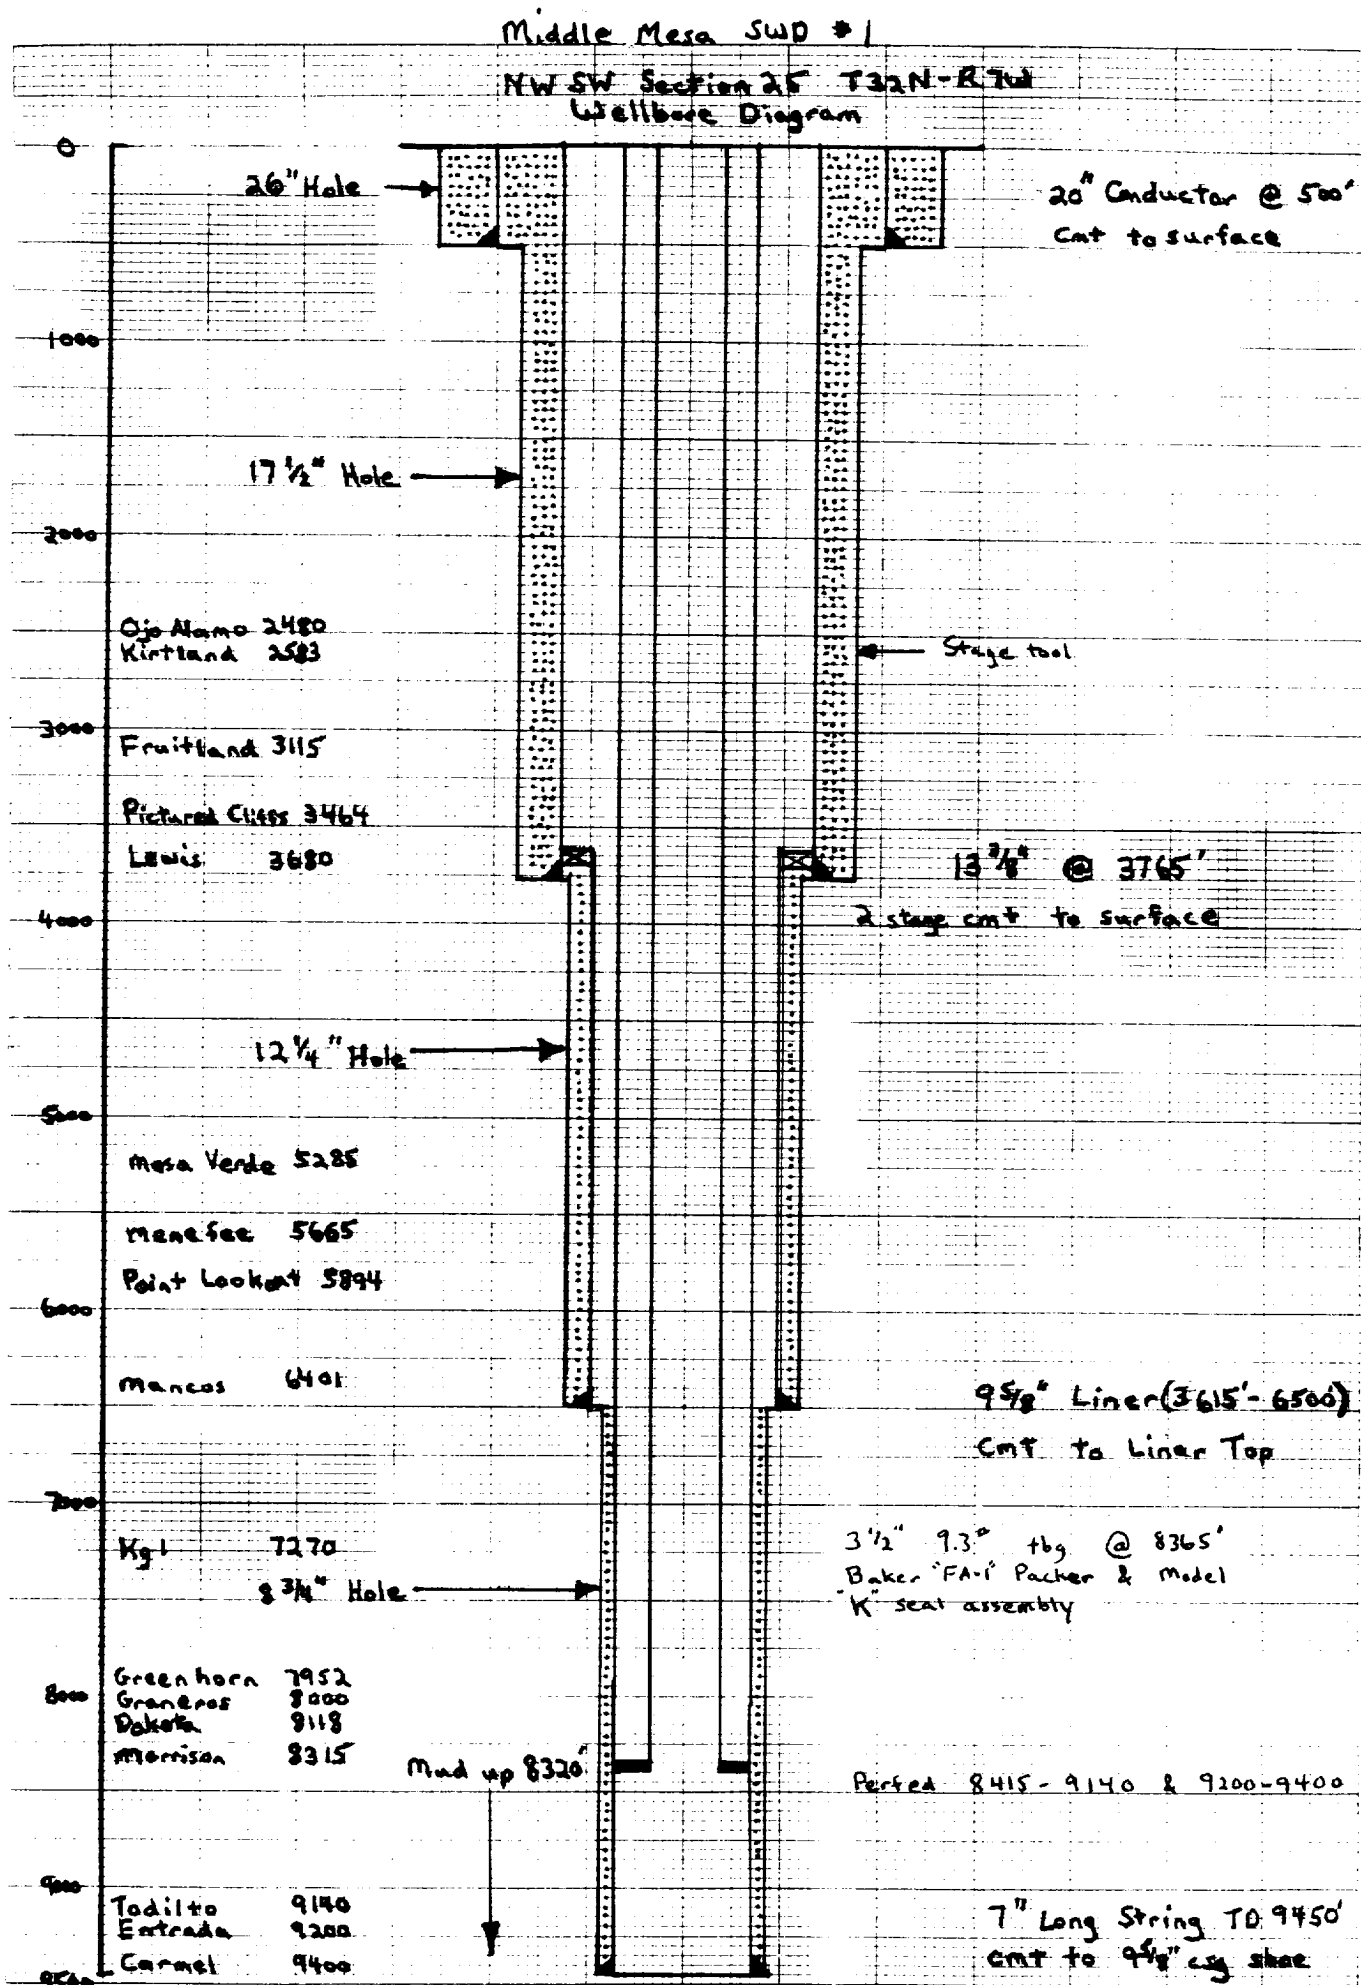 Middle Mesa SWD #1
NW SW Section 25 T32N-R7W
Wellbore Diagram
0
26" Hole
20" Conductor @ 500'
Cmt to surface
1000
17 1/2" Hole
2000
Ojo Alamo 2480
Kirtland 2583
Stage tool
3000
Fruitland 3115
Pictured Cliffs 3464
Lewis 3680
13 3/8" @ 3765'
2 stage cmt to surface
4000
12 1/4" Hole
5000
Mesa Verde 5285
Menefee 5665
Point Lookout 5894
6000
Mancos 6401
9 5/8" Liner (3615'-6500')
Cmt to Liner Top
7000
Kgl 7270
3 1/2" 9.3# tbg @ 8365'
Baker "FA-1" Packer & Model
"K" seal assembly
8 3/4" Hole
Greenhorn 7952
8000
Graneros 8000
Dakota 8118
Morrison 8315
Mud up 8320'
Perfed 8415-9140 & 9200-9400
9000
Todilto 9140
Entrada 9200
Carmel 9400
7" Long String TD 9450'
cmt to 9 5/8" csg shoe
9500